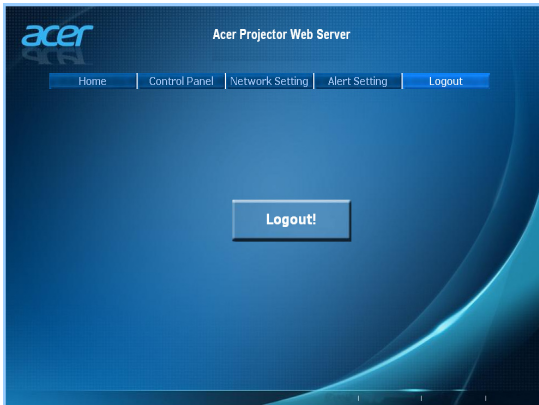 acer
Acer Projector Web Server
Home Control Panel Network Setting Alert Setting Logout
Logout!